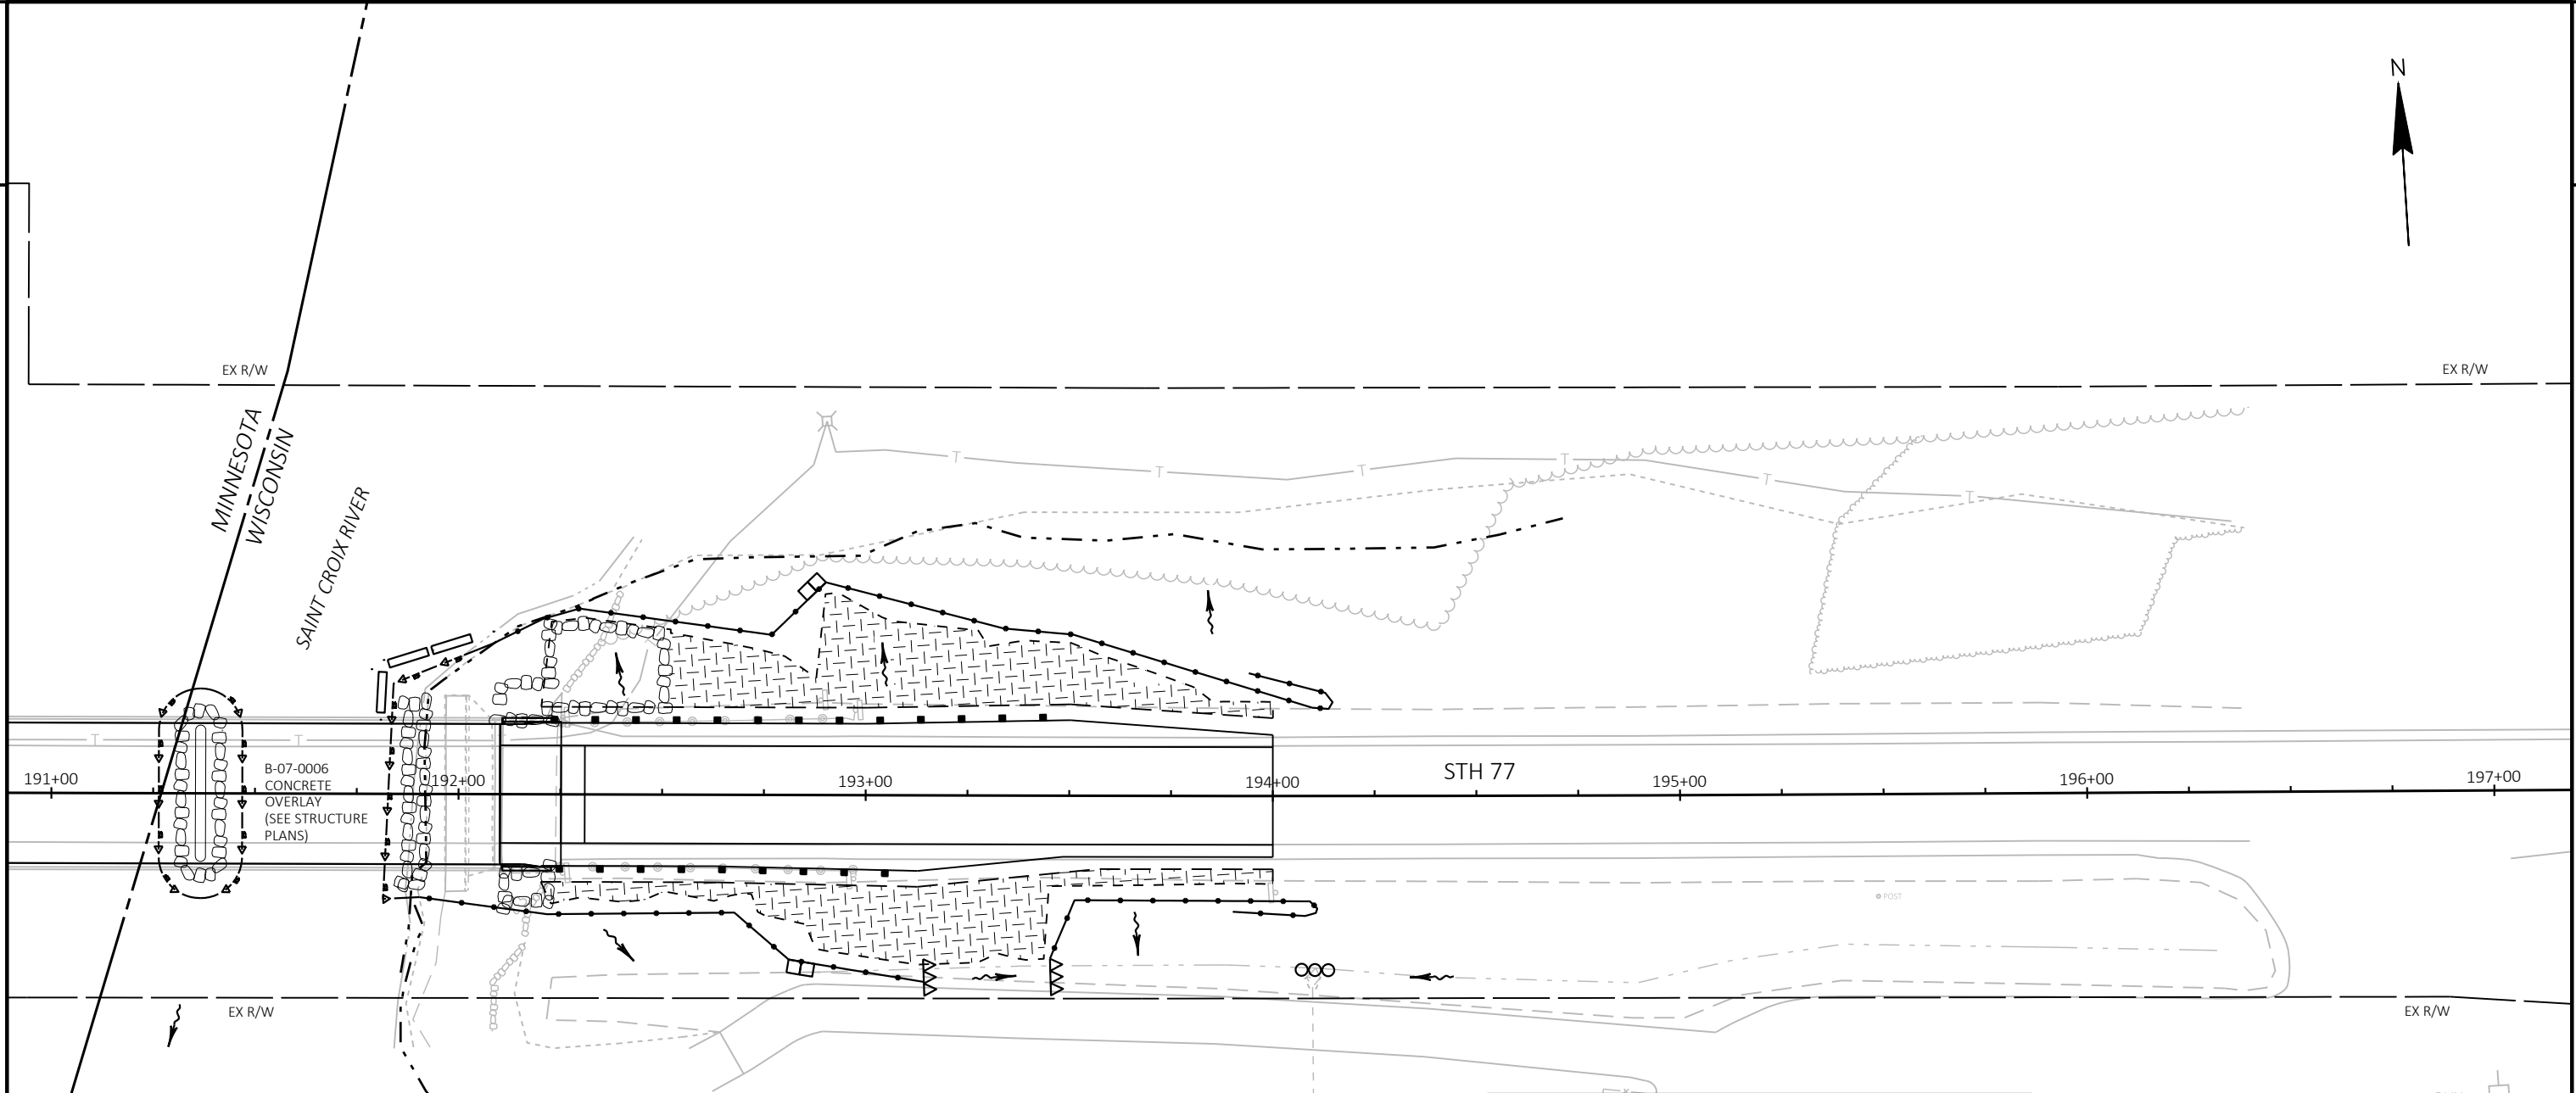 N
EX R/W
EX R/W
MINNESOTA
WISCONSIN
SAINT CROIX RIVER
T
T
T
T
T
T
T
T
B-07-0006
CONCRETE
OVERLAY
(SEE STRUCTURE
PLANS)
191+00
192+00
193+00
194+00
STH 77
195+00
196+00
197+00
POST
EX R/W
EX R/W